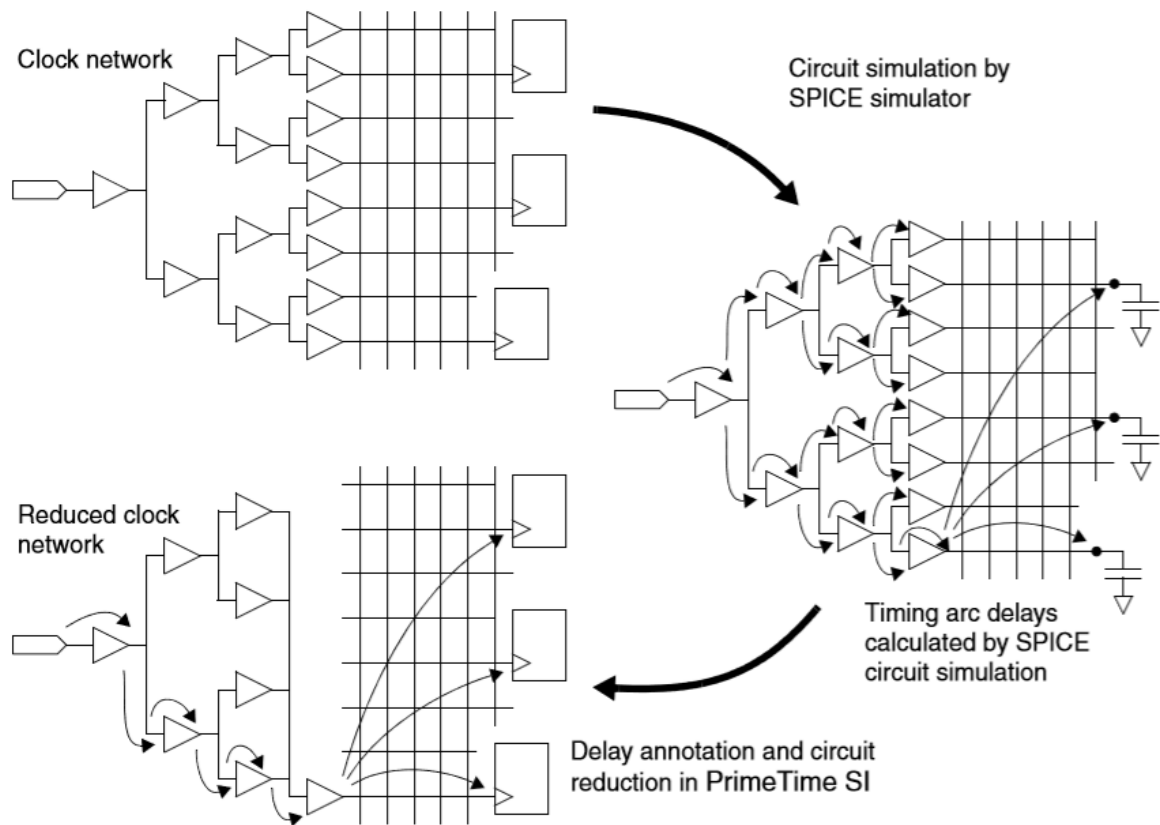 Clock network
Circuit simulation by
SPICE simulator
Reduced clock
network
Timing arc delays
calculated by SPICE
circuit simulation
Delay annotation and circuit
reduction in PrimeTime SI